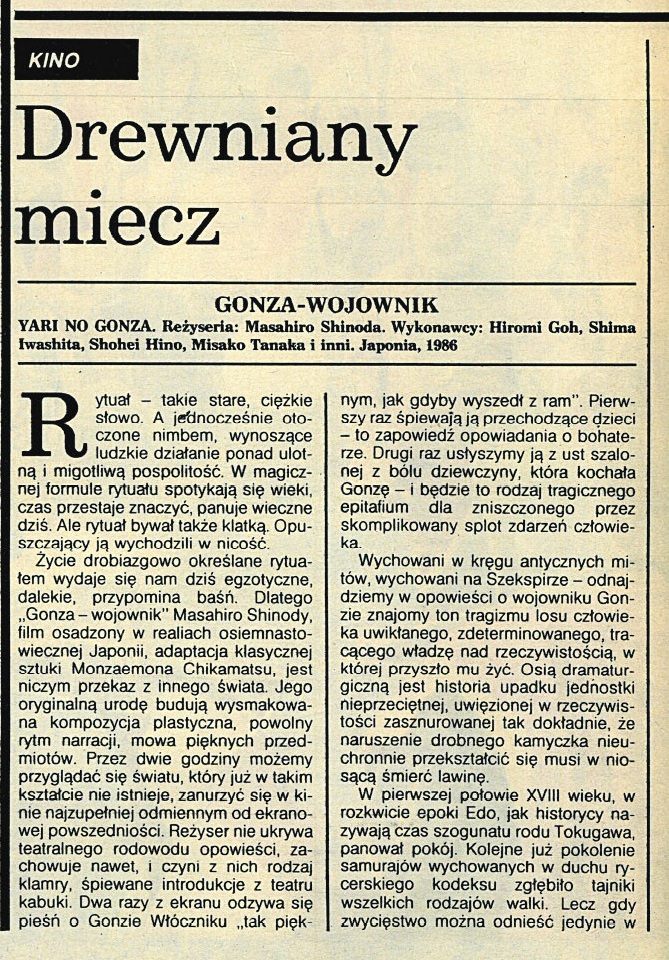 KINO
Drewniany
miecz
GONZA-WOJOWNIK
YARI NO GONZA. Reżyseria: Masahiro Shinoda. Wykonawcy: Hiromi Goh, Shima
Iwashita, Shohei Hino, Misako Tanaka i inni. Japonia, 1986
Rytuał – takie stare, ciężkie
słowo. A jednocześnie oto-
czone nimbem, wynoszące
ludzkie działanie ponad ulot-
ną i migotliwą pospolitość. W magicz-
nej formule rytuału spotykają się wieki,
czas przestaje znaczyć, panuje wieczne
dziś. Ale rytuał bywał także klatką. Opu-
szczający ją wychodzili w nicość.
Życie drobiazgowo określane rytua-
łem wydaje się nam dziś egzotyczne,
dalekie, przypomina baśń. Dlatego
„Gonza – wojownik” Masahiro Shinody,
film osadzony w realiach osiemnasto-
wiecznej Japonii, adaptacja klasycznej
sztuki Monzaemona Chikamatsu, jest
niczym przekaz z innego świata. Jego
oryginalną urodę budują wysmakowa-
na kompozycja plastyczna, powolny
rytm narracji, mowa pięknych przed-
miotów. Przez dwie godziny możemy
przyglądać się światu, który już w takim
kształcie nie istnieje, zanurzyć się w ki-
nie najzupełniej odmiennym od ekrano-
wej powszedniości. Reżyser nie ukrywa
teatralnego rodowodu opowieści, za-
chowuje nawet, i czyni z nich rodzaj
klamry, śpiewane introdukcje z teatru
kabuki. Dwa razy z ekranu odzywa się
pieśń o Gonzie Włóczniku „tak pięk-
nym, jak gdyby wyszedł z ram”. Pierw-
szy raz śpiewają ją przechodzące dzieci
– to zapowiedź opowiadania o bohate-
rze. Drugi raz usłyszymy ją z ust szalo-
nej z bólu dziewczyny, która kochała
Gonzę – i będzie to rodzaj tragicznego
epitafium dla zniszczonego przez
skomplikowany splot zdarzeń człowie-
ka.
Wychowani w kręgu antycznych mi-
tów, wychowani na Szekspirze – odnaj-
dziemy w opowieści o wojowniku Gon-
zie znajomy ton tragizmu losu człowie-
ka uwikłanego, zdeterminowanego, tra-
cącego władzę nad rzeczywistością, w
której przyszło mu żyć. Osią dramatur-
giczną jest historia upadku jednostki
nieprzeciętnej, uwięzionej w rzeczywis-
tości zasznurowanej tak dokładnie, że
naruszenie drobnego kamyczka nieu-
chronnie przekształcić się musi w nio-
sącą śmierć lawinę.
W pierwszej połowie XVIII wieku, w
rozkwicie epoki Edo, jak historycy na-
zywają czas szogunatu rodu Tokugawa,
panował pokój. Kolejne już pokolenie
samurajów wychowanych w duchu ry-
cerskiego kodeksu zgłębiło tajniki
wszelkich rodzajów walki. Lecz gdy
zwycięstwo można odnieść jedynie w